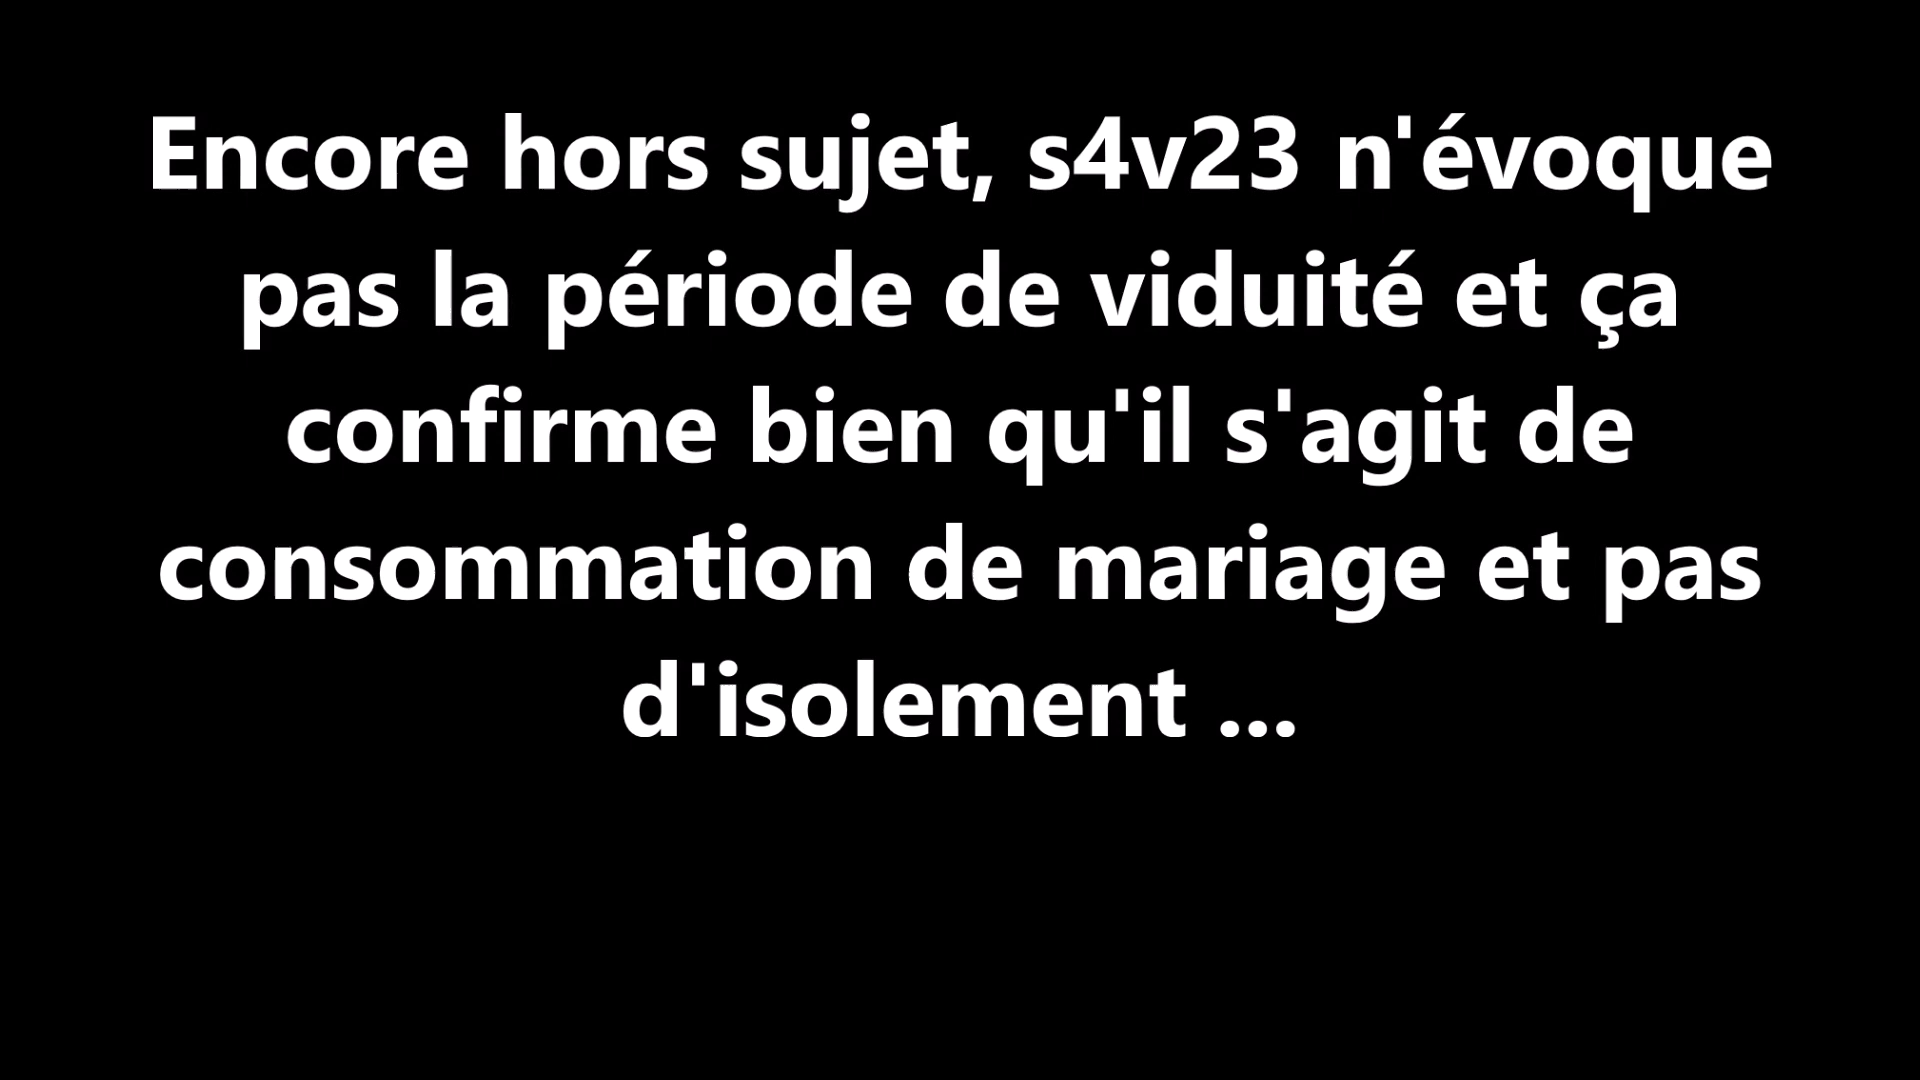 Encore hors sujet, s4v23 n'évoque
pas la période de viduité et ça
confirme bien qu'il s'agit de
consommation de mariage et pas
d'isolement ...